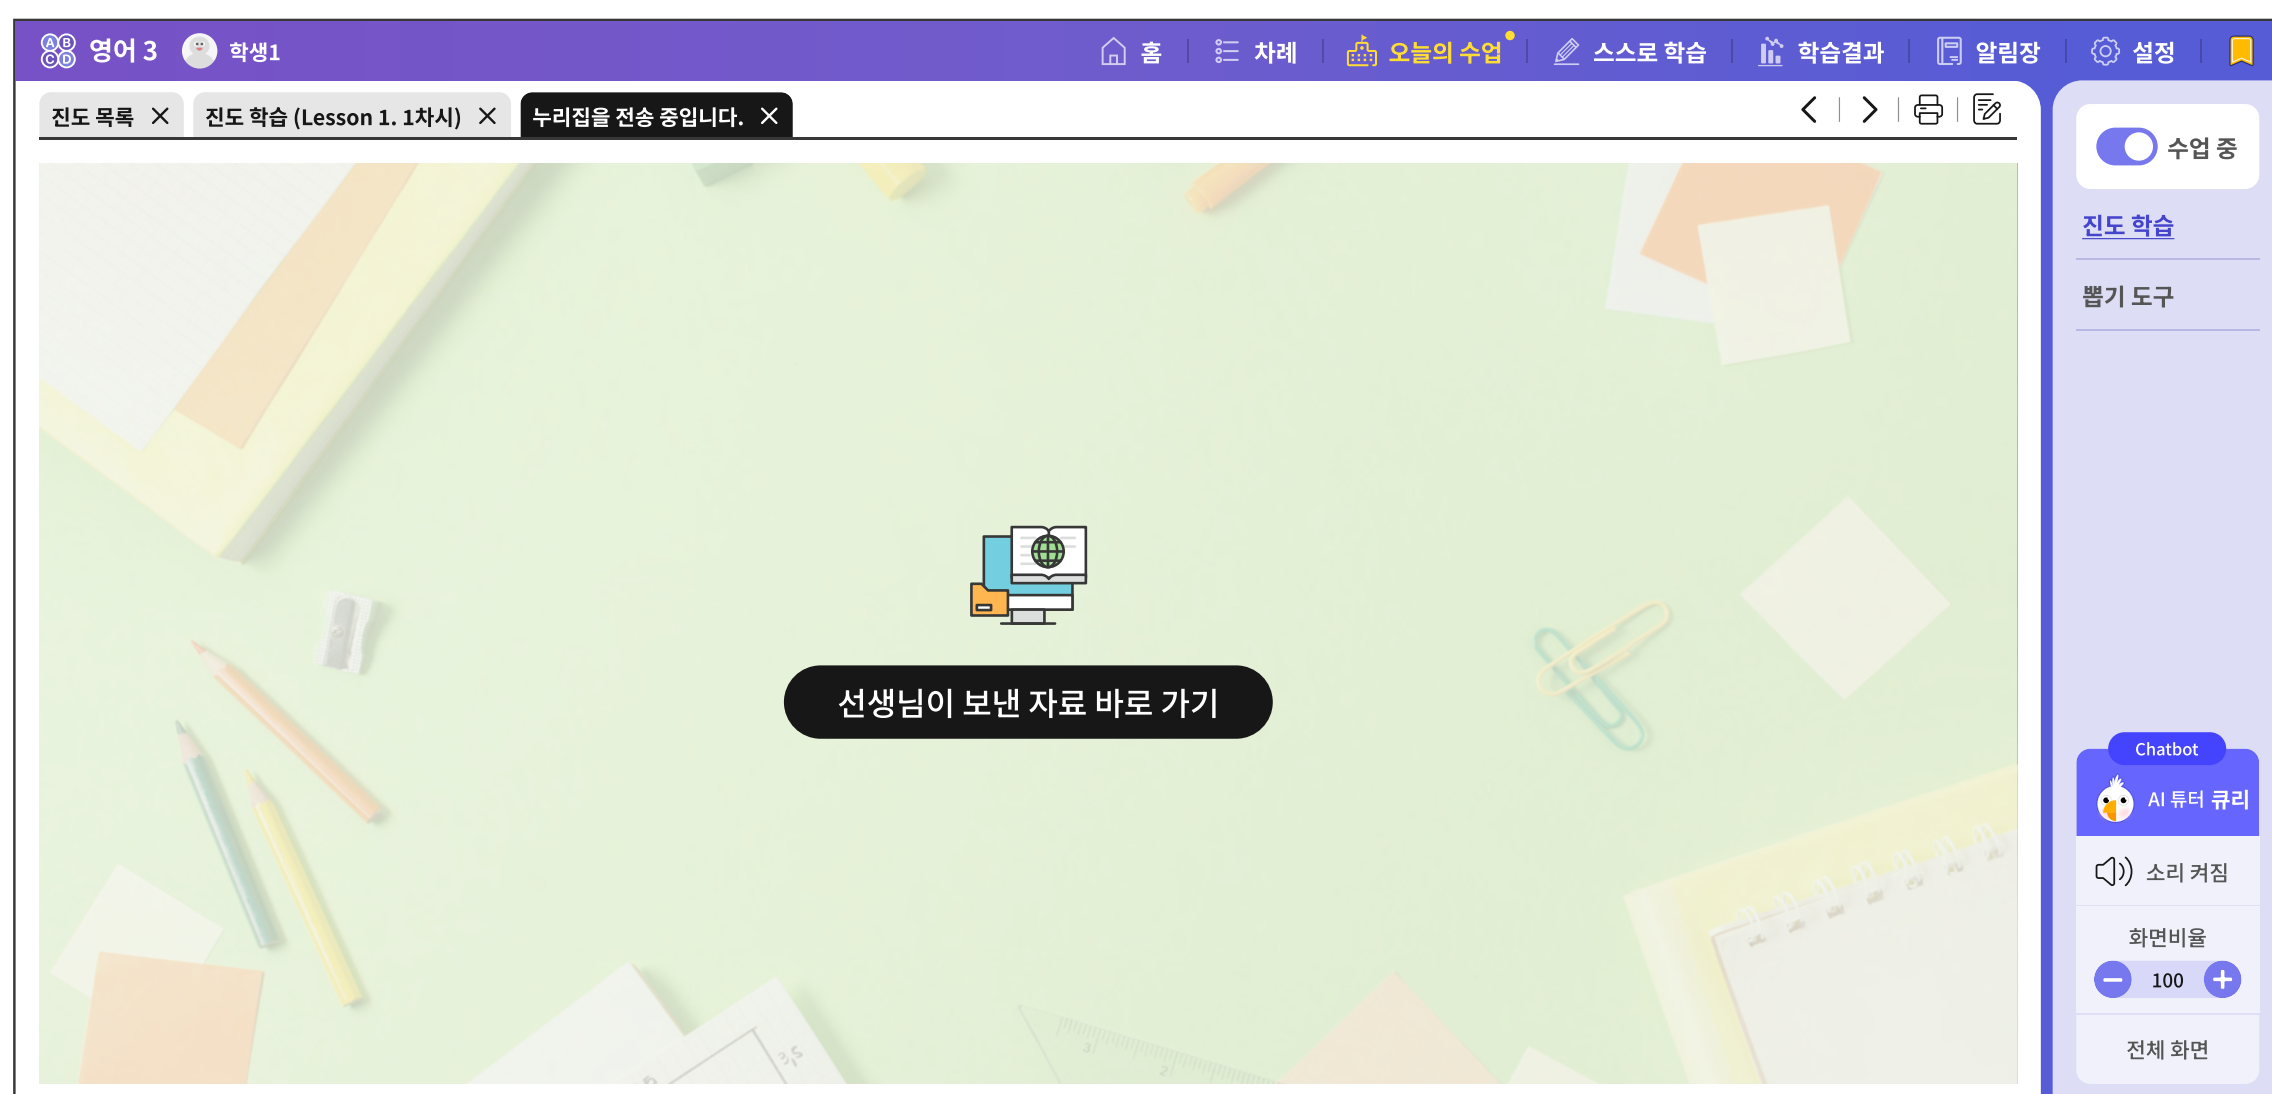 영어 3
학생1
홈
차례
오늘의 수업
스스로 학습
학습결과
알림장
설정
진도 목록
진도 학습 (Lesson 1. 1차시)
누리집을 전송 중입니다.
수업 중
진도 학습
뽑기 도구
선생님이 보낸 자료 바로 가기
Chatbot
AI 튜터 큐리
소리 켜짐
화면비율
100
전체 화면